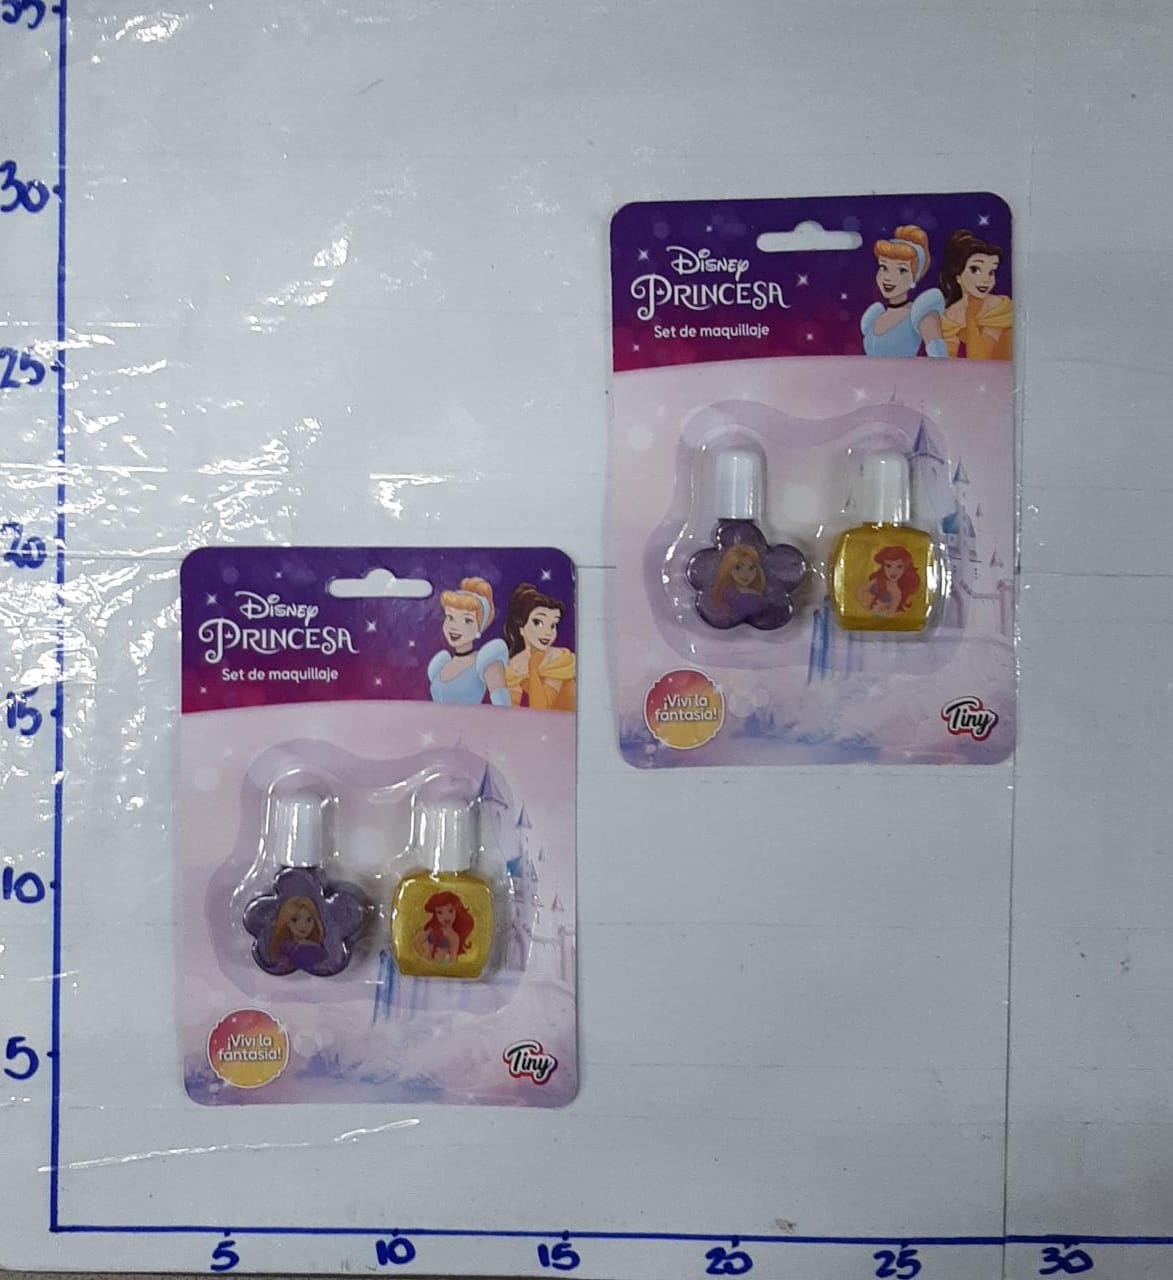 35
30
25
20
15
10
5
5
10
15
20
25
30
Disney
PRINCESA
Set de maquillaje
¡Viví la
fantasía!
Tiny
Disney
PRINCESA
Set de maquillaje
¡Viví la
fantasía!
Tiny